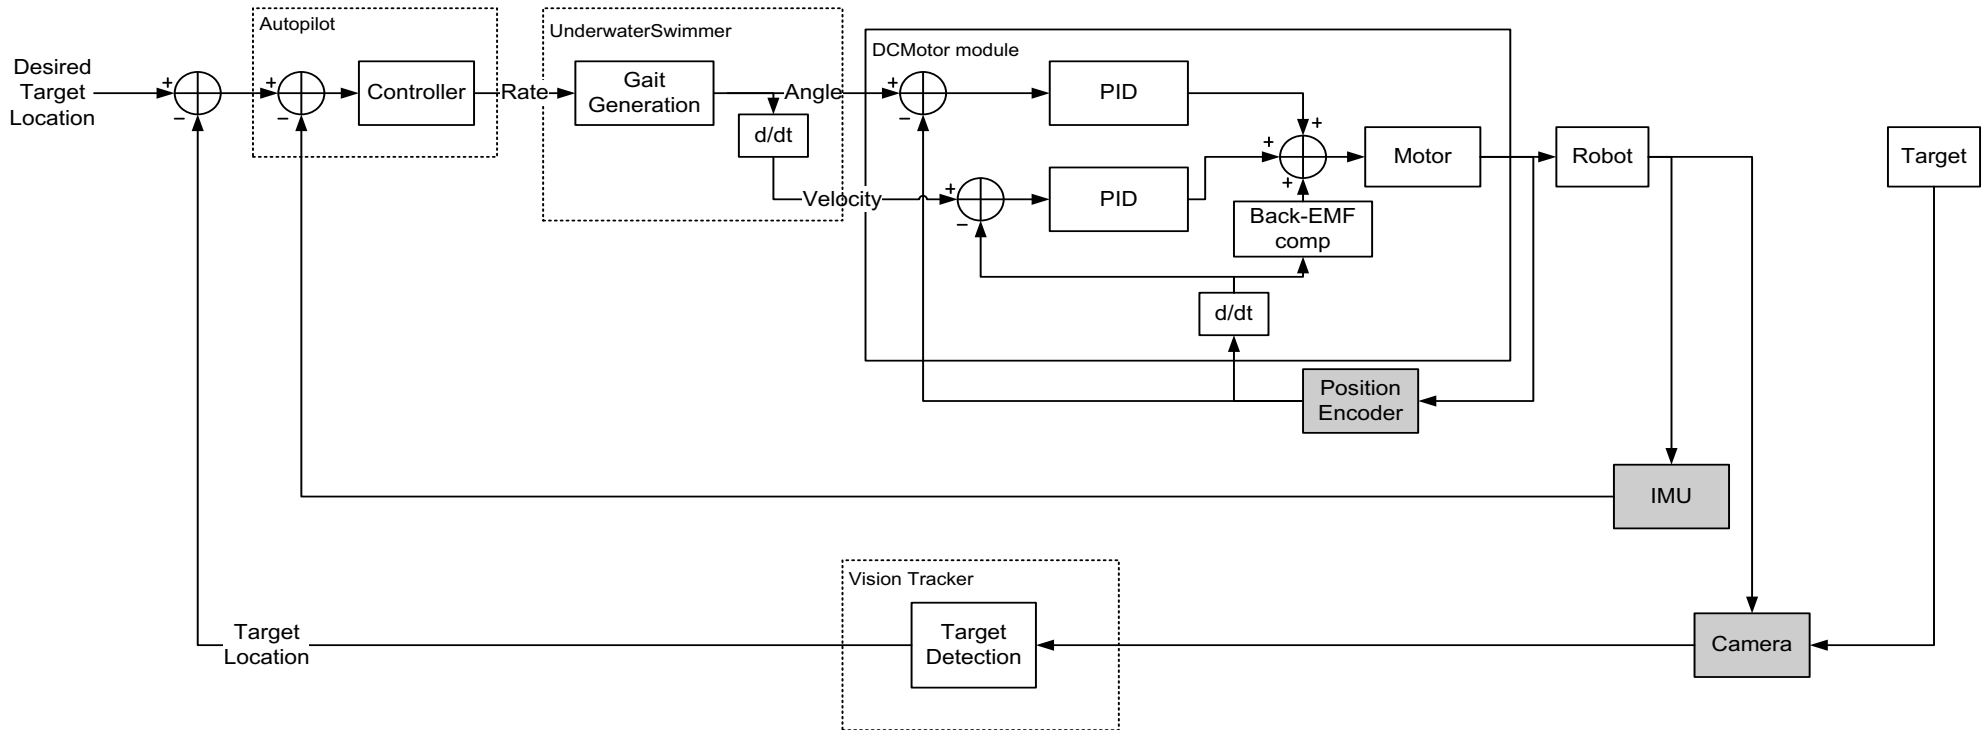 Autopilot
UnderwaterSwimmer
DCMotor module
Desired
Target
Location
+
−
+
−
Controller
Rate
Gait
Generation
Angle
d/dt
Velocity
+
−
PID
+
−
PID
+
+
+
Motor
Robot
Target
Back-EMF
comp
d/dt
Position
Encoder
IMU
Vision Tracker
Target
Detection
Target
Location
Camera